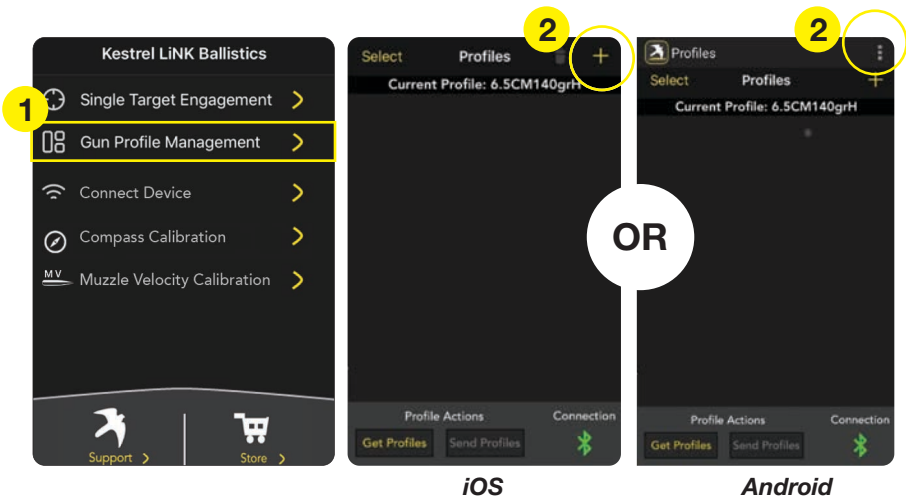 1
Kestrel LiNK Ballistics
Single Target Engagement
Gun Profile Management
Connect Device
Compass Calibration
MV Muzzle Velocity Calibration
Support
Store
2
Select Profiles +
Current Profile: 6.5CM140grH
Profile Actions Connection
Get Profiles Send Profiles
iOS
OR
2
Profiles
Select Profiles +
Current Profile: 6.5CM140grH
Profile Actions Connection
Get Profiles Send Profiles
Android